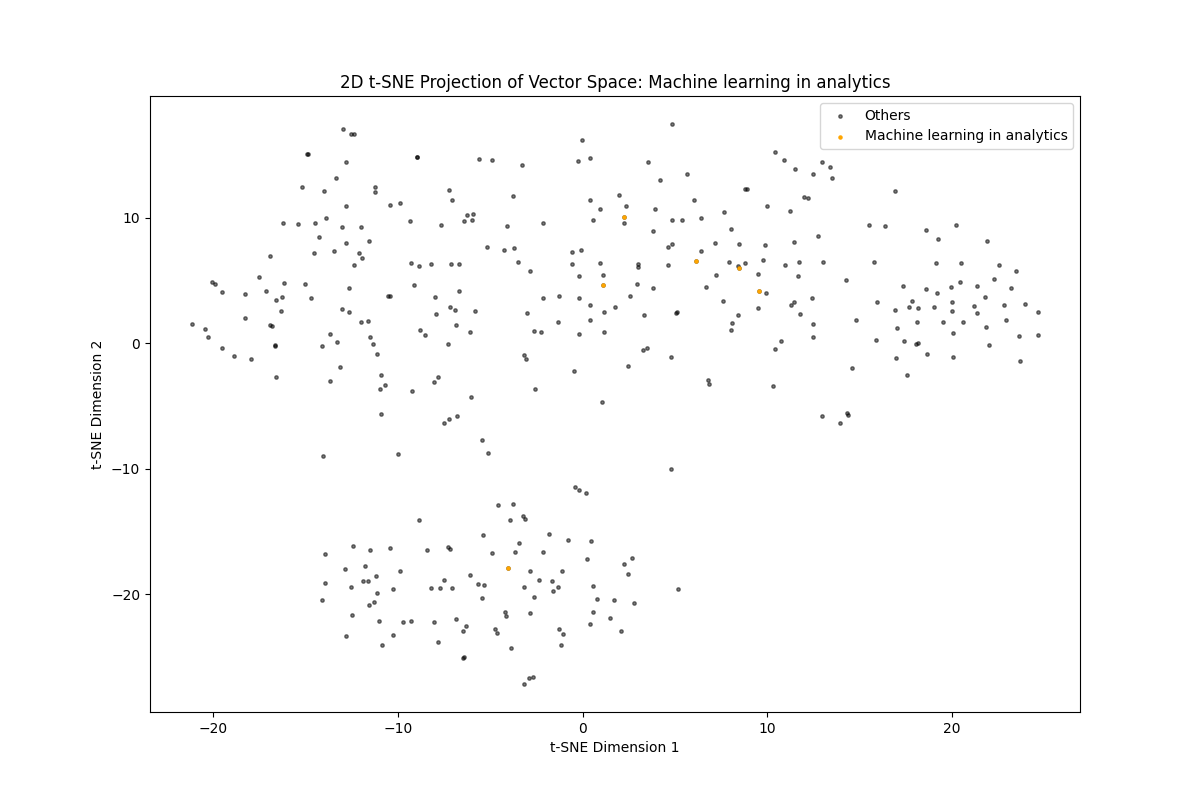 2D t-SNE Projection of Vector Space: Machine learning in analytics
Others
Machine learning in analytics
10
0
−10
−20
t-SNE Dimension 2
−20
−10
0
10
20
t-SNE Dimension 1